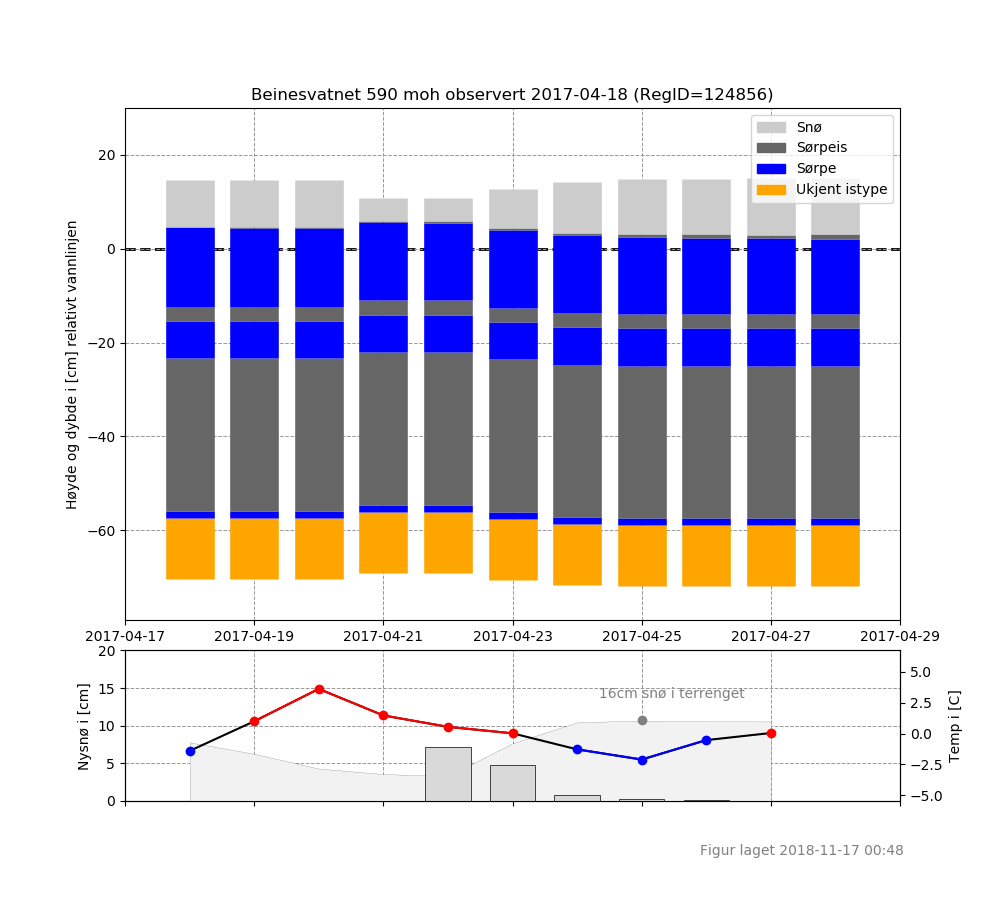 Beinesvatnet 590 moh observert 2017-04-18 (RegID=124856)
Snø
Sørpeis
Sørpe
Ukjent istype
Høyde og dybde i [cm] relativt vannlinjen
20
0
−20
−40
−60
2017-04-17 2017-04-19 2017-04-21 2017-04-23 2017-04-25 2017-04-27 2017-04-29
Nysnø i [cm]
20
15
10
5
0
16cm snø i terrenget
5.0
2.5
0.0
−2.5
−5.0
Temp i [C]
Figur laget 2018-11-17 00:48